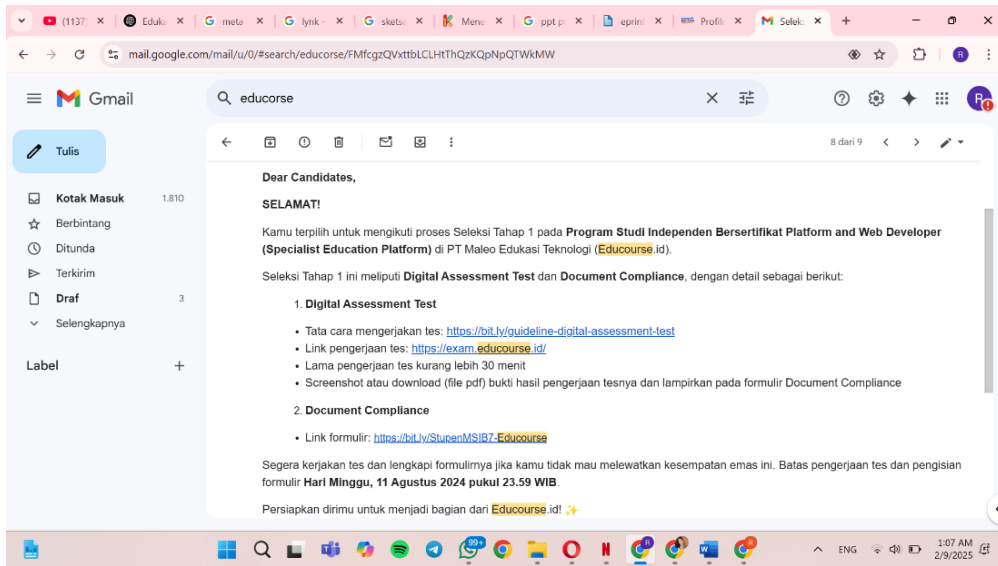 (1137
Eduka
meta
lynk -
sketsa
Mene
ppt p
eprint
Profil
Selek
mail.google.com/mail/u/0/#search/educorse/FMfcgzQVxttbLCLHtThQzKQpNpQTWkMW
R
Gmail
educorse
R
Tulis
8 dari 9
Kotak Masuk 1.810
Berbintang
Ditunda
Terkirim
Draf 3
Selengkapnya
Label
Dear Candidates,
SELAMAT!
Kamu terpilih untuk mengikuti proses Seleksi Tahap 1 pada Program Studi Independen Bersertifikat Platform and Web Developer
(Specialist Education Platform) di PT Maleo Edukasi Teknologi (Educourse.id).
Seleksi Tahap 1 ini meliputi Digital Assessment Test dan Document Compliance, dengan detail sebagai berikut:
1. Digital Assessment Test
• Tata cara mengerjakan tes: https://bit.ly/guideline-digital-assessment-test
• Link pengerjaan tes: https://exam.educourse.id/
• Lama pengerjaan tes kurang lebih 30 menit
• Screenshot atau download (file pdf) bukti hasil pengerjaan tesnya dan lampirkan pada formulir Document Compliance
2. Document Compliance
• Link formulir: https://bit.ly/StupenMSIB7-Educourse
Segera kerjakan tes dan lengkapi formulirnya jika kamu tidak mau melewatkan kesempatan emas ini. Batas pengerjaan tes dan pengisian
formulir Hari Minggu, 11 Agustus 2024 pukul 23.59 WIB.
Persiapkan dirimu untuk menjadi bagian dari Educourse.id! ✨
99+
ENG
1:07 AM
2/9/2025